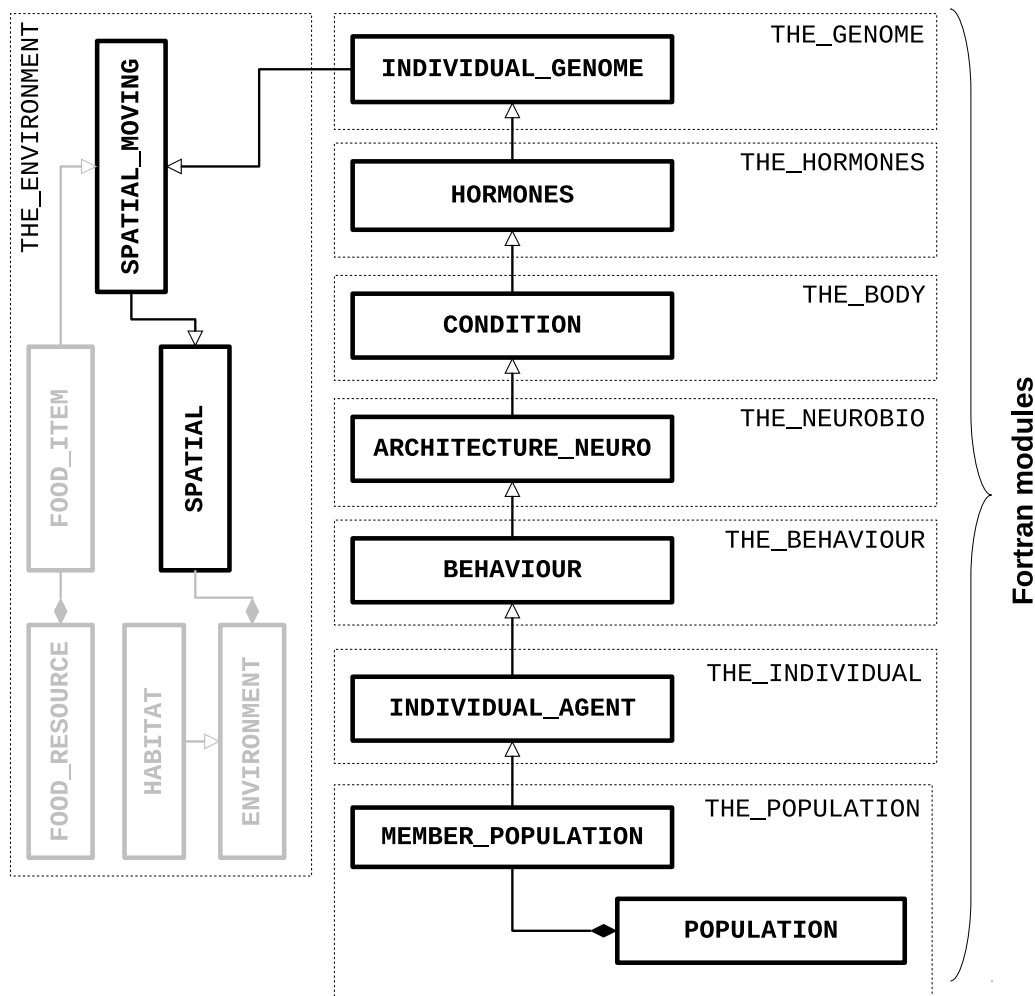 THE_ENVIRONMENT
SPATIAL_MOVING
FOOD_ITEM
SPATIAL
FOOD_RESOURCE
HABITAT
ENVIRONMENT
THE_GENOME
INDIVIDUAL_GENOME
THE_HORMONES
HORMONES
THE_BODY
CONDITION
THE_NEUROBIO
ARCHITECTURE_NEURO
THE_BEHAVIOUR
BEHAVIOUR
THE_INDIVIDUAL
INDIVIDUAL_AGENT
THE_POPULATION
MEMBER_POPULATION
POPULATION
Fortran modules